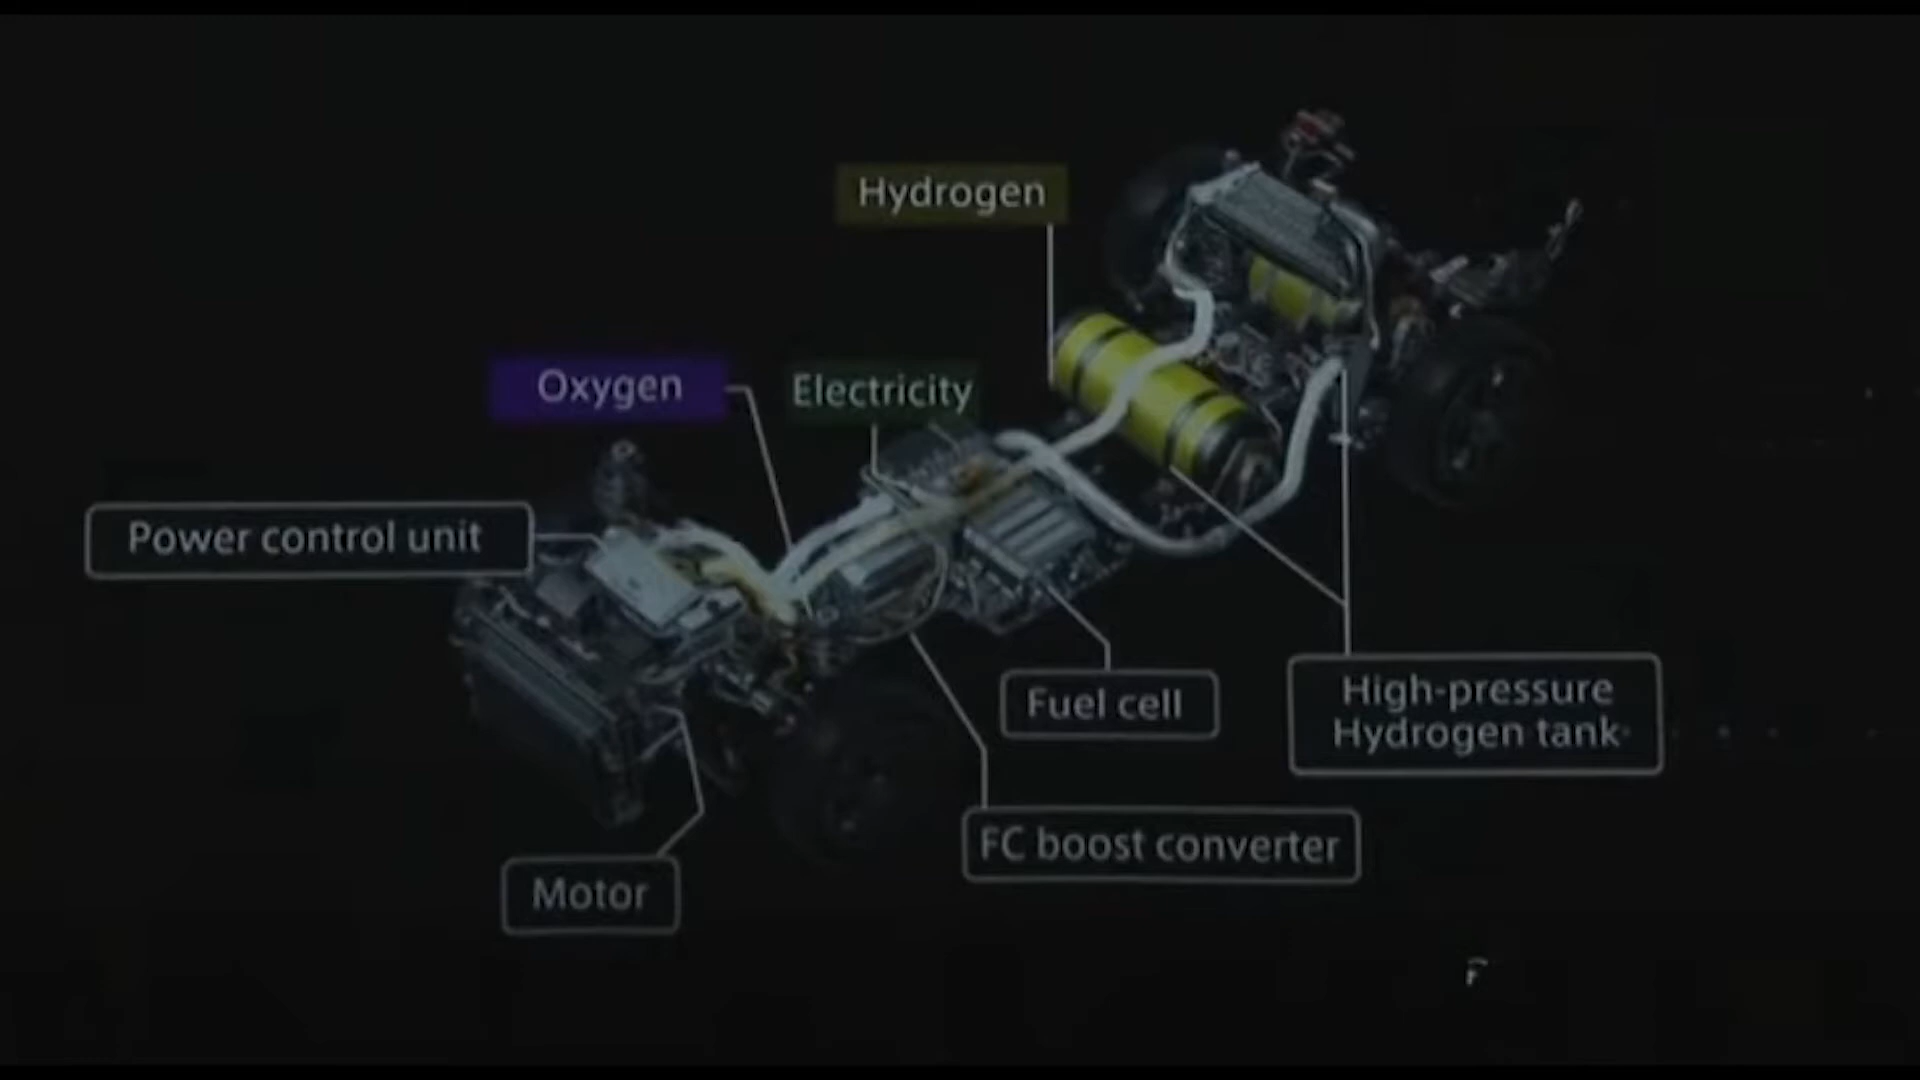 Hydrogen
Oxygen
Electricity
Power control unit
Fuel cell
High-pressure
Hydrogen tank
FC boost converter
Motor